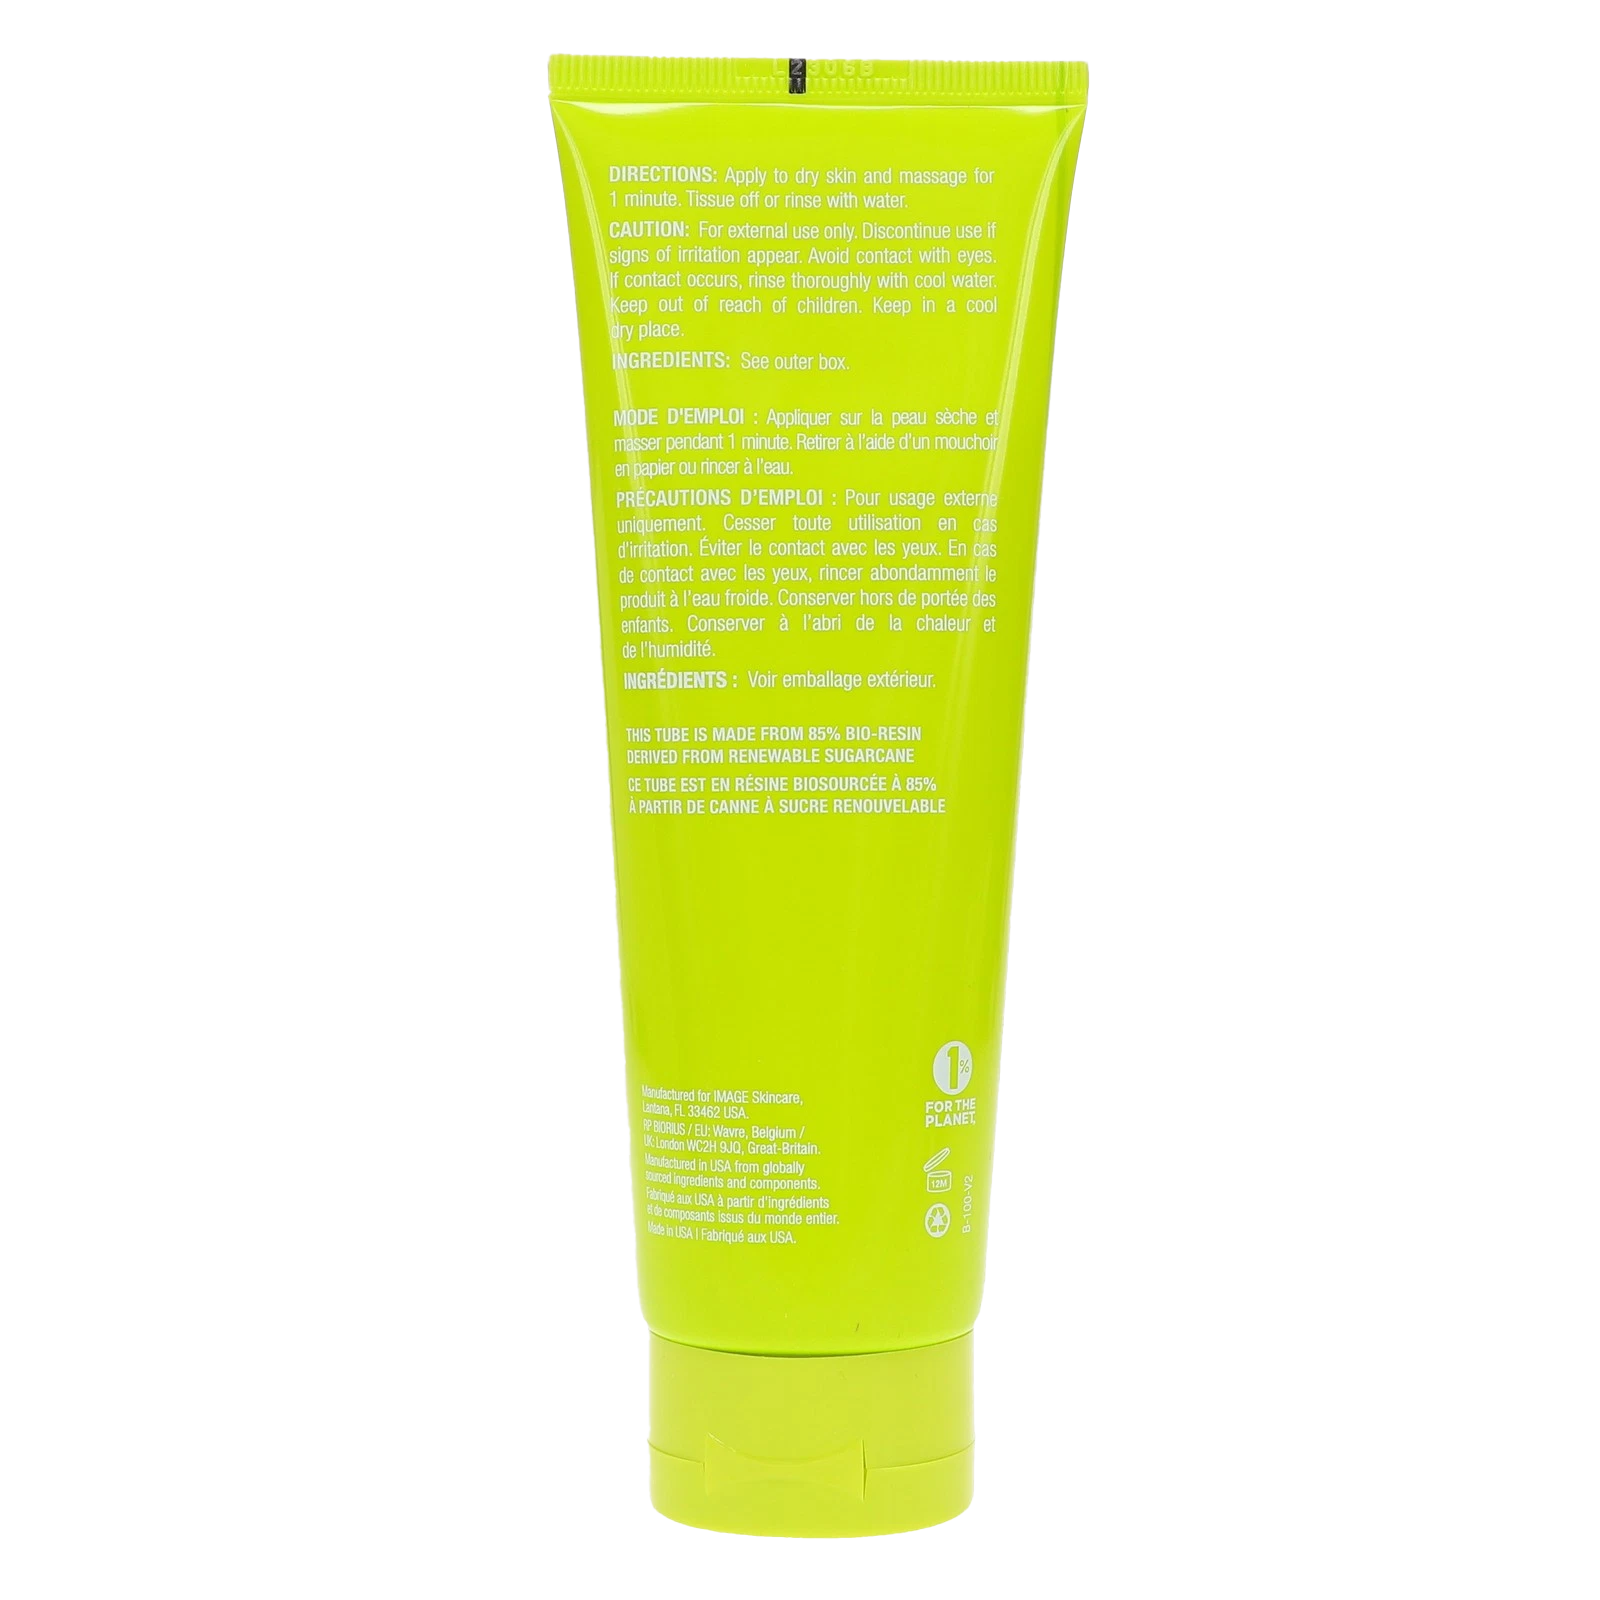 L23068
DIRECTIONS: Apply to dry skin and massage for
1 minute. Tissue off or rinse with water.
CAUTION: For external use only. Discontinue use if
signs of irritation appear. Avoid contact with eyes.
If contact occurs, rinse thoroughly with cool water.
Keep out of reach of children. Keep in a cool
dry place.
INGREDIENTS: See outer box.
MODE D'EMPLOI : Appliquer sur la peau sèche et
masser pendant 1 minute. Retirer à l'aide d'un mouchoir
en papier ou rincer à l'eau.
PRÉCAUTIONS D'EMPLOI : Pour usage externe
uniquement. Cesser toute utilisation en cas
d'irritation. Éviter le contact avec les yeux. En cas
de contact avec les yeux, rincer abondamment le
produit à l'eau froide. Conserver hors de portée des
enfants. Conserver à l'abri de la chaleur et
de l'humidité.
INGRÉDIENTS : Voir emballage extérieur.
THIS TUBE IS MADE FROM 85% BIO-RESIN
DERIVED FROM RENEWABLE SUGARCANE
CE TUBE EST EN RÉSINE BIOSOURCÉE À 85%
À PARTIR DE CANNE À SUCRE RENOUVELABLE
Manufactured for IMAGE Skincare,
Lantana, FL 33462 USA.
RP BIORIUS / EU: Wavre, Belgium /
UK: London WC2H 9JQ, Great-Britain.
Manufactured in USA from globally
sourced ingredients and components.
Fabriqué aux USA à partir d'ingrédients
et de composants issus du monde entier.
Made in USA | Fabriqué aux USA.
1%
FOR THE
PLANET
12M
B-100-V2